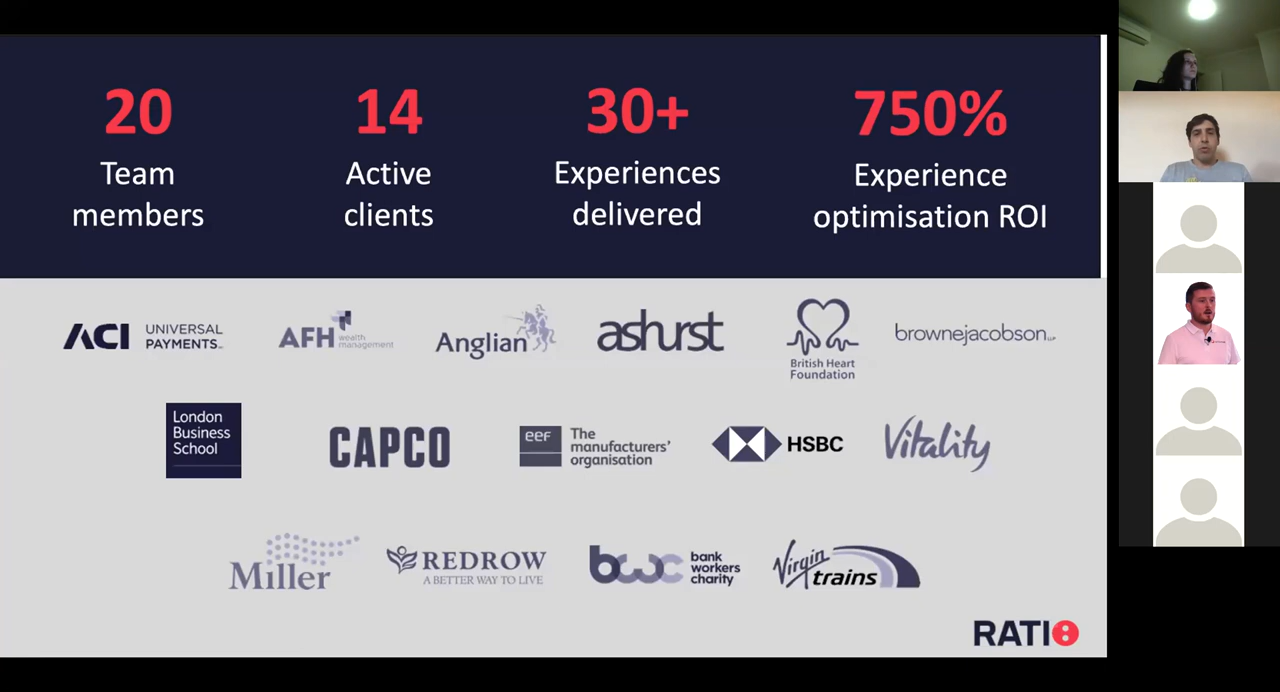 20
Team
members
14
Active
clients
30+
Experiences
delivered
750%
Experience
optimisation ROI
ACI UNIVERSAL
PAYMENTS
AFH wealth
management
Anglian
ashurst
British Heart
Foundation
brownejacobson LLP
London
Business
School
CAPCO
eef The
manufacturers'
organisation
HSBC
Vitality
Miller
REDROW
A BETTER WAY TO LIVE
bwc bank
workers
charity
Virgin
trains
RATIO